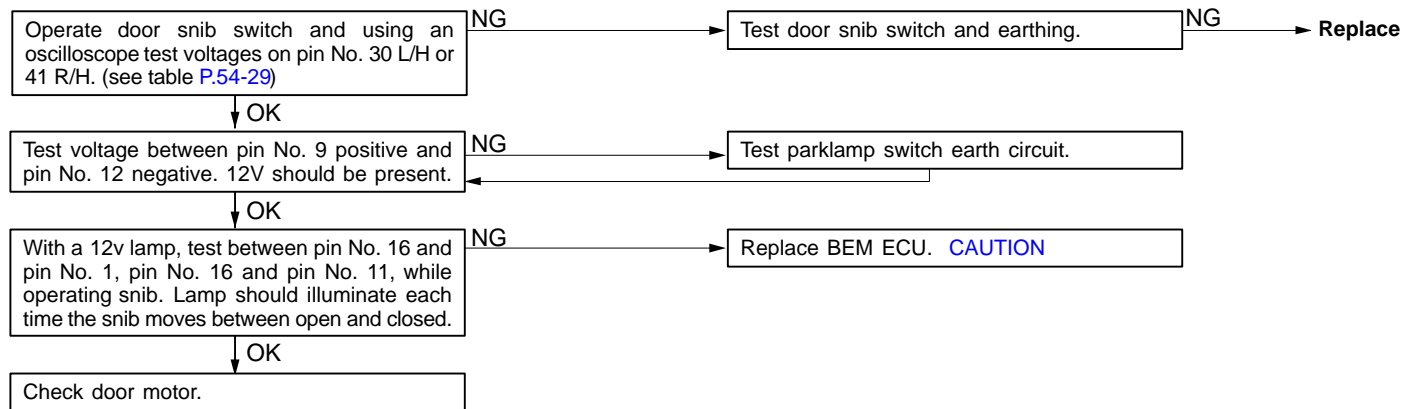 Operate door snib switch and using an
oscilloscope test voltages on pin No. 30 L/H or
41 R/H. (see table P.54-29)
NG
Test door snib switch and earthing.
NG
Replace
OK
Test voltage between pin No. 9 positive and
pin No. 12 negative. 12V should be present.
NG
Test parklamp switch earth circuit.
OK
With a 12v lamp, test between pin No. 16 and
pin No. 1, pin No. 16 and pin No. 11, while
operating snib. Lamp should illuminate each
time the snib moves between open and closed.
NG
Replace BEM ECU. CAUTION
OK
Check door motor.